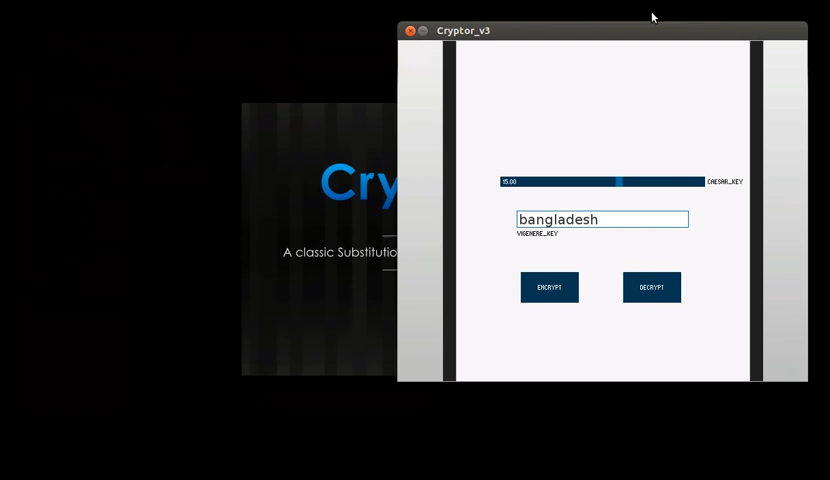 Cryptor_v3
15.00
CAESAR_KEY
bangladesh
VIGENERE_KEY
ENCRYPT
DECRYPT
Cry
A classic Substitutio